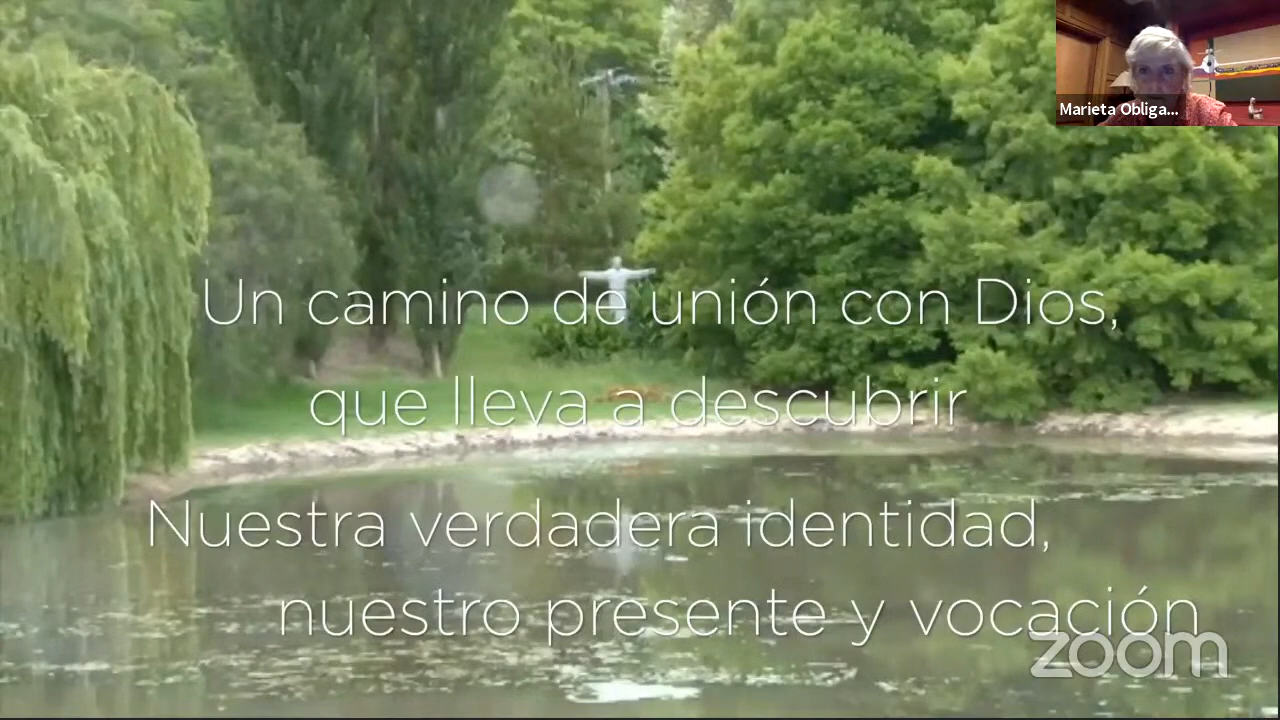 Marieta Obliga...
Un camino de unión con Dios,
que lleva a descubrir
Nuestra verdadera identidad,
nuestro presente y vocación
zoom